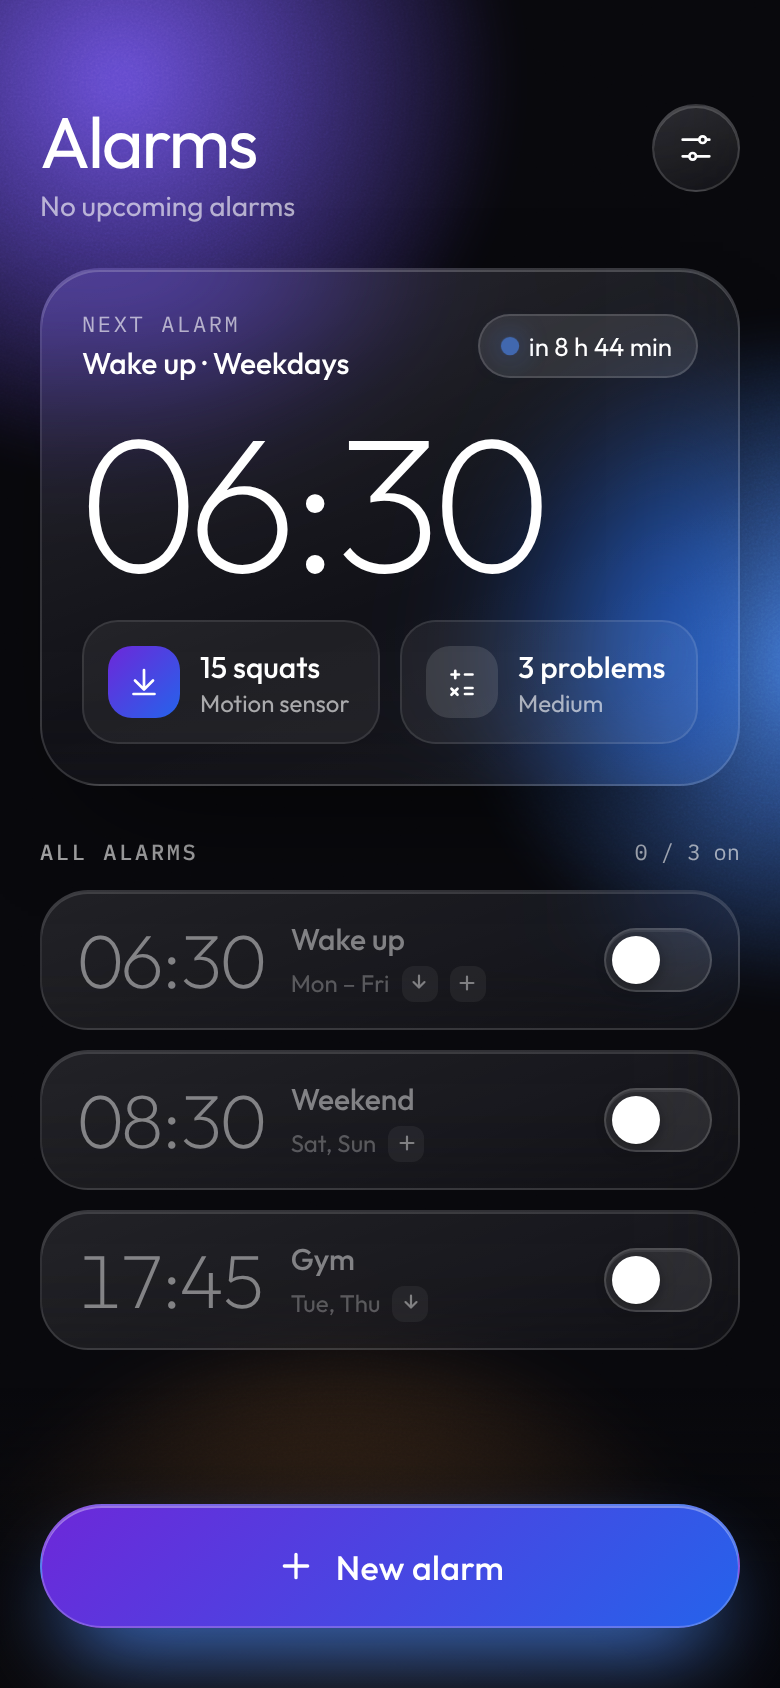 Alarms
No upcoming alarms
NEXT ALARM
Wake up · Weekdays
in 8 h 44 min
06:30
15 squats
Motion sensor
3 problems
Medium
ALL ALARMS
0 / 3 on
06:30
Wake up
Mon – Fri
08:30
Weekend
Sat, Sun
17:45
Gym
Tue, Thu
+ New alarm